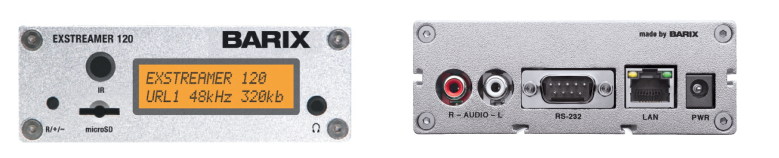 EXSTREAMER 120
BARIX
IR
EXSTREAMER 120
URL1 48kHz 320kb
R/+/−
microSD
made by BARIX
R – AUDIO – L
RS-232
LAN
PWR